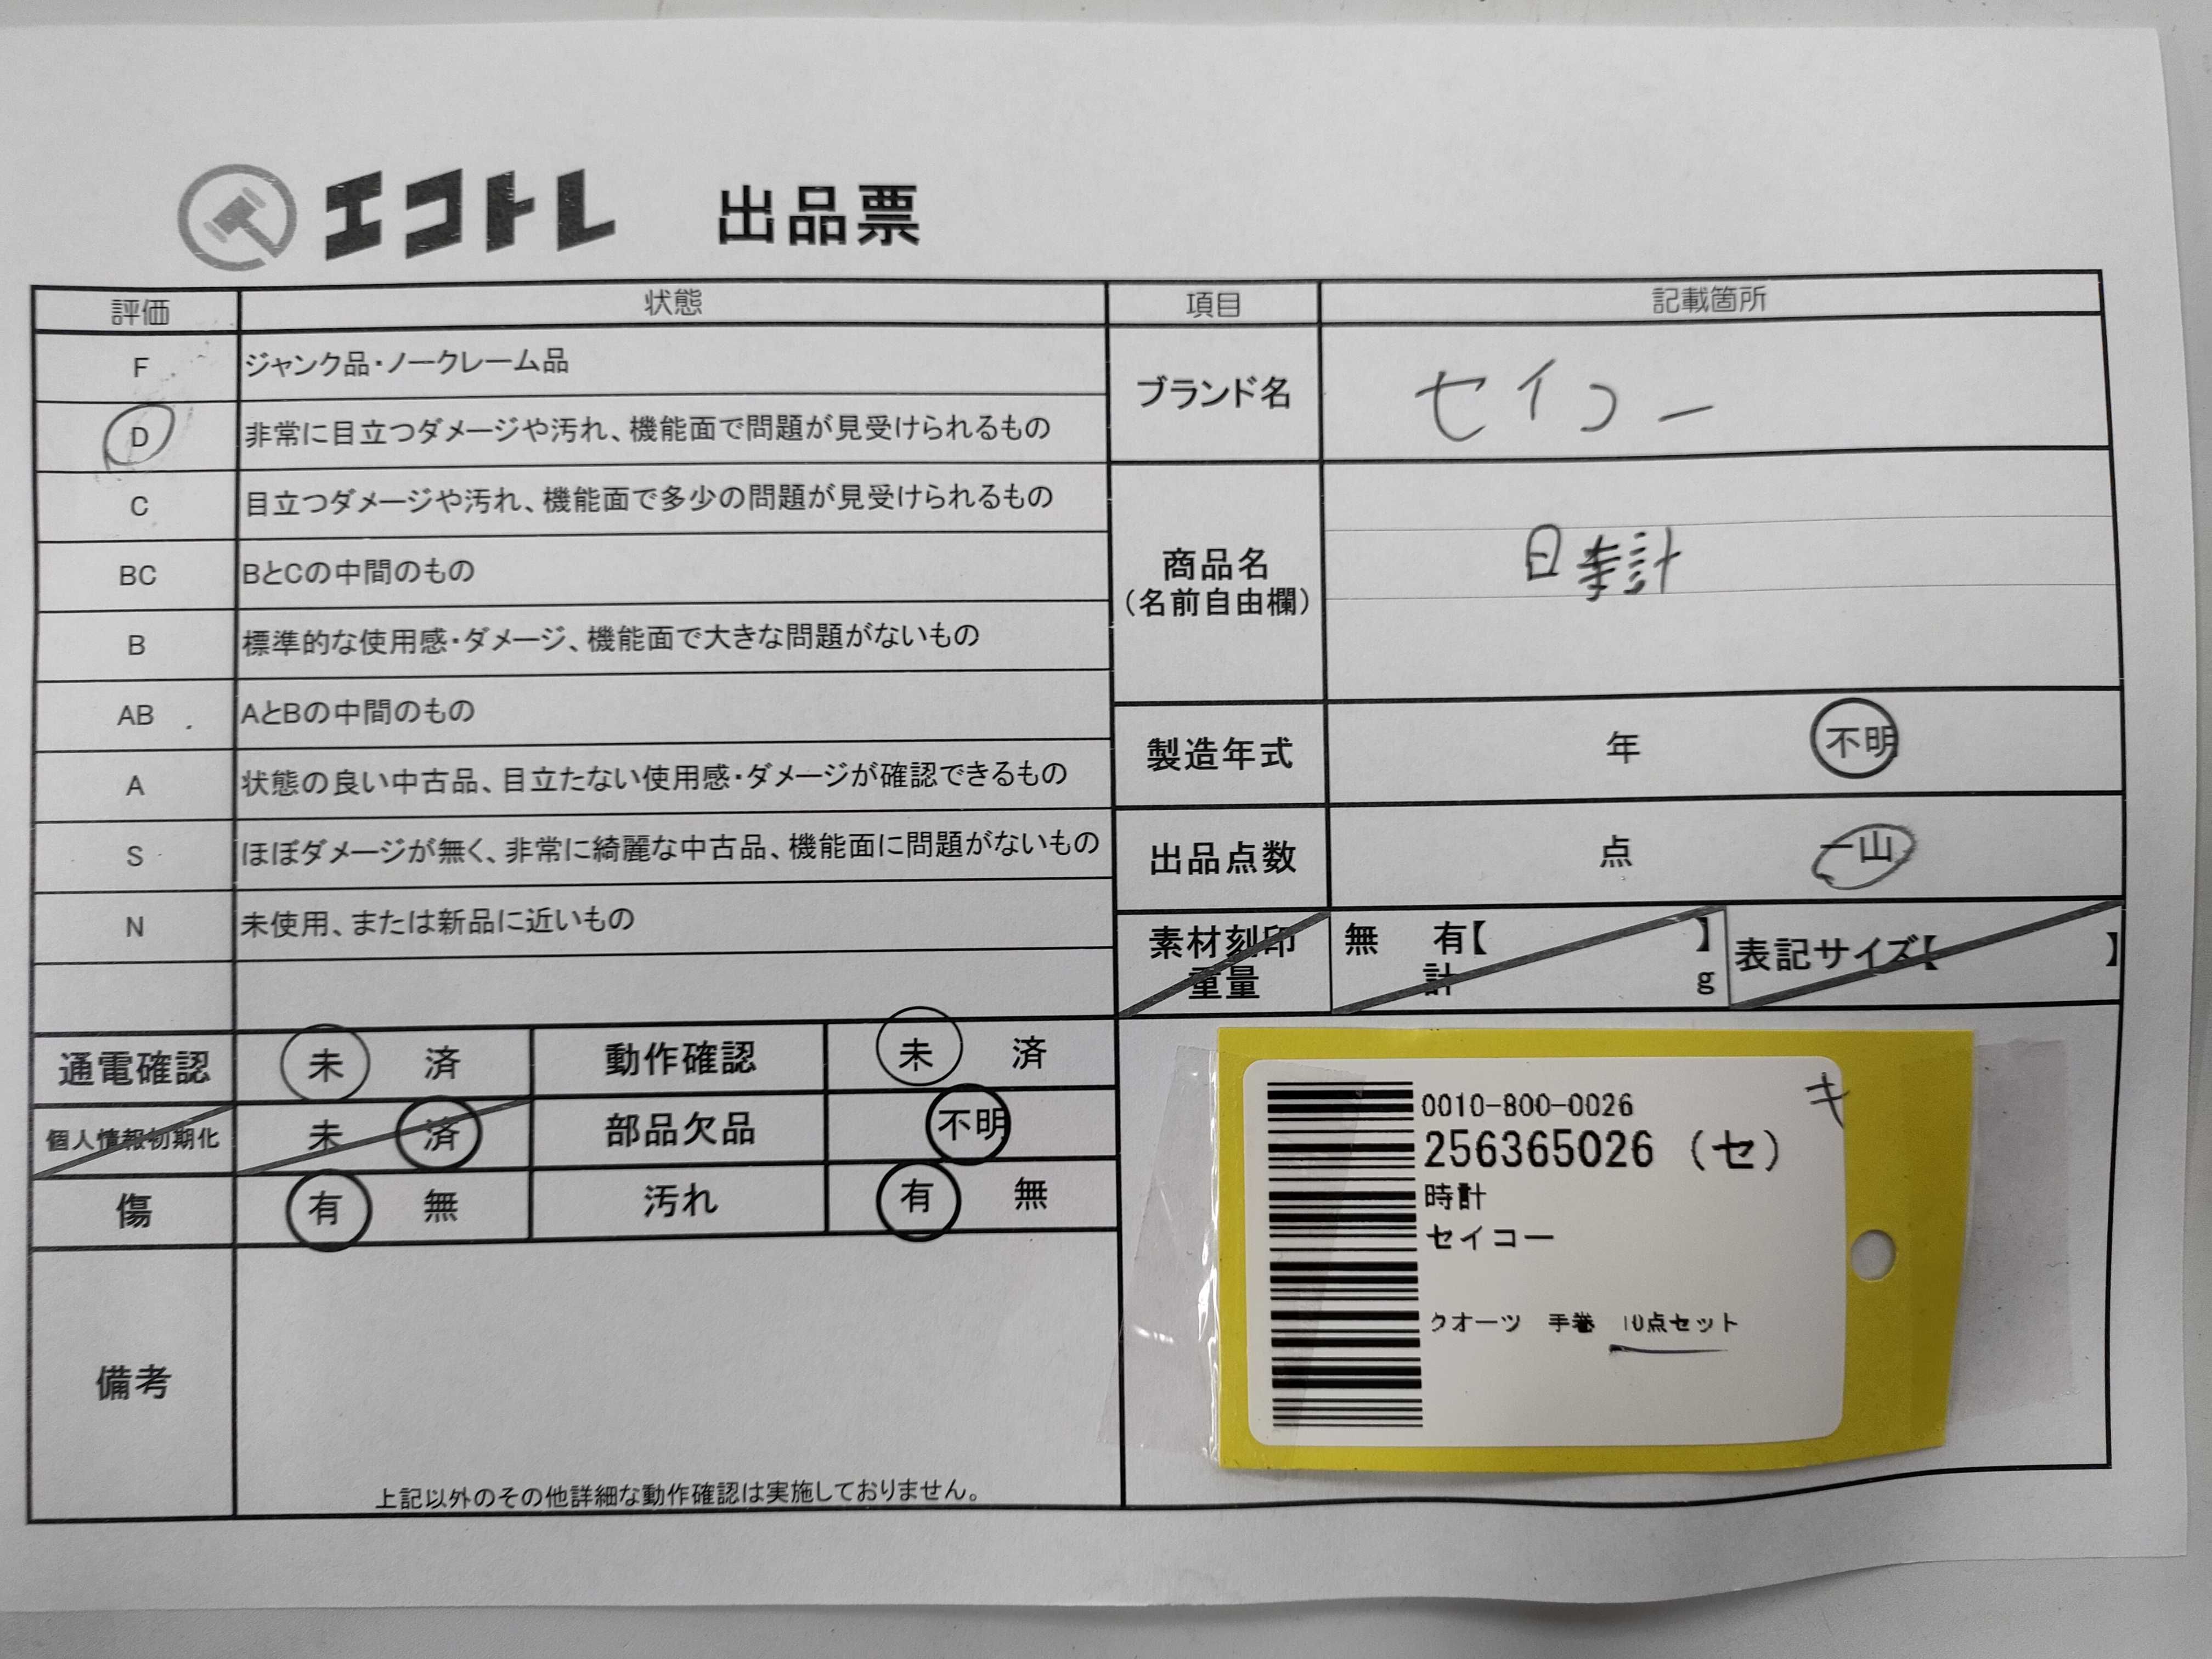 エコトレ 出品票
評価 状態 項目 記載箇所
F ジャンク品・ノークレーム品
D 非常に目立つダメージや汚れ、機能面で問題が見受けられるもの
C 目立つダメージや汚れ、機能面で多少の問題が見受けられるもの
BC BとCの中間のもの
B 標準的な使用感・ダメージ、機能面で大きな問題がないもの
AB AとBの中間のもの
A 状態の良い中古品、目立たない使用感・ダメージが確認できるもの
S ほぼダメージが無く、非常に綺麗な中古品、機能面に問題がないもの
N 未使用、または新品に近いもの
ブランド名 セイコー
商品名
(名前自由欄)
時計
製造年式 年 不明
出品点数 点 一山
素材刻印 無 有【 】 表記サイズ【 】
重量 計 g
通電確認 未 済 動作確認 未 済
個人情報初期化 未 済 部品欠品 不明
傷 有 無 汚れ 有 無
備考
上記以外のその他詳細な動作確認は実施しておりません。
キ
0010-800-0026
256365026 (セ)
時計
セイコー
クオーツ 手巻 10点セット